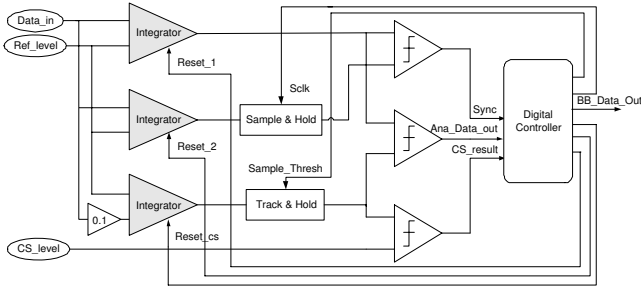 Data_in
Ref_level
Integrator
Reset_1
Sclk
Integrator
Sample & Hold
Reset_2
Sample_Thresh
Integrator
Track & Hold
0.1
Reset_cs
CS_level
Sync
Ana_Data_out
CS_result
Digital
Controller
BB_Data_Out